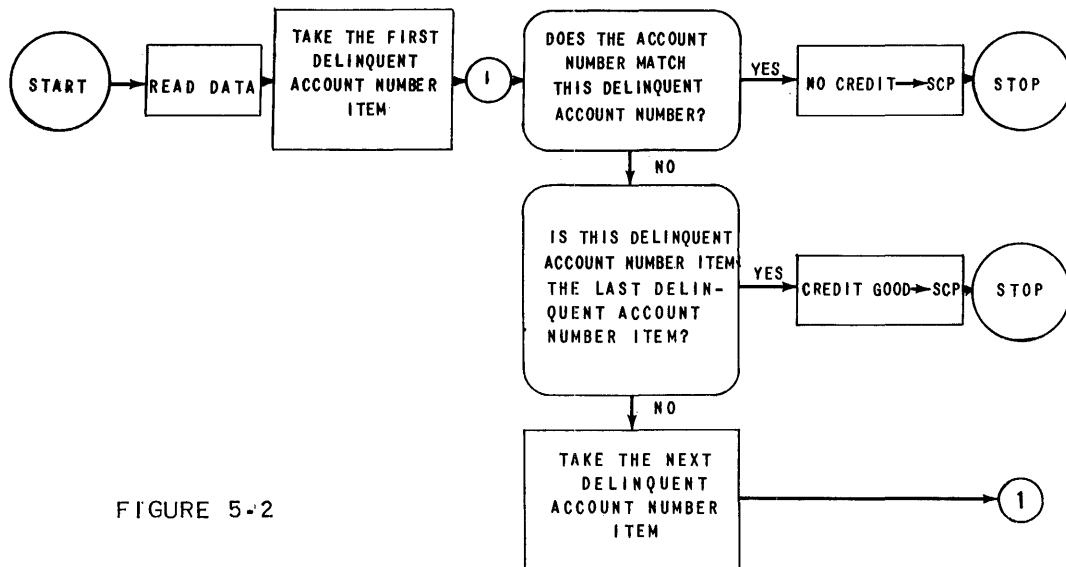 START
READ DATA
TAKE THE FIRST
DELINQUENT
ACCOUNT NUMBER
ITEM
1
DOES THE ACCOUNT
NUMBER MATCH
THIS DELINQUENT
ACCOUNT NUMBER?
YES
NO CREDIT→SCP
STOP
NO
IS THIS DELINQUENT
ACCOUNT NUMBER ITEM
THE LAST DELIN-
QUENT ACCOUNT
NUMBER ITEM?
YES
CREDIT GOOD→SCP
STOP
NO
TAKE THE NEXT
DELINQUENT
ACCOUNT NUMBER
ITEM
1
FIGURE 5-2